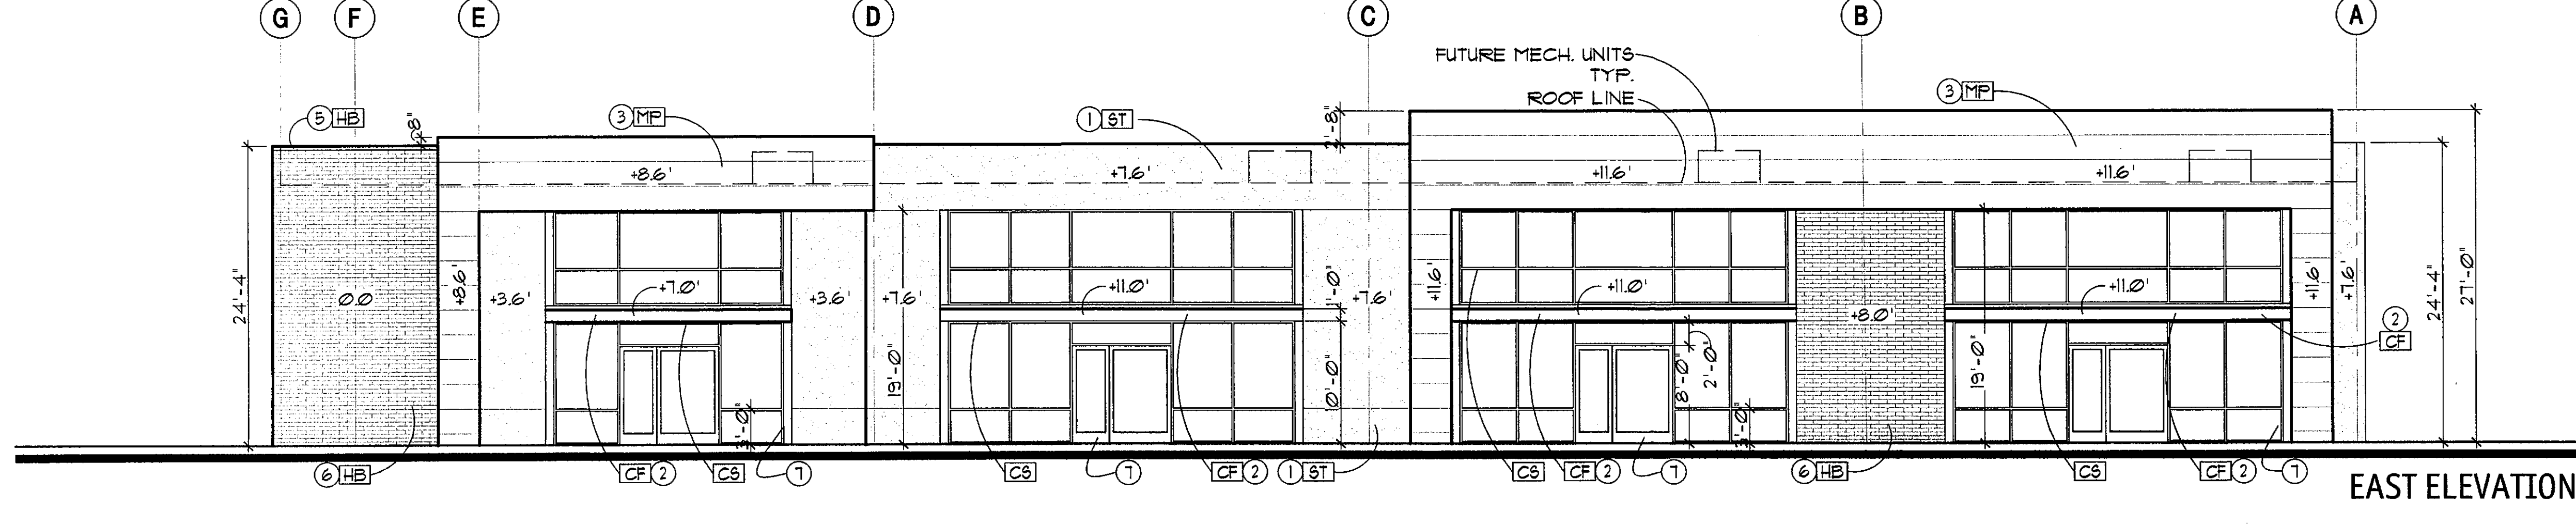 G F E D C B A
FUTURE MECH. UNITS
TYP.
ROOF LINE
3 MP
5 HB
8"
3 MP
1 ST
2'-8"
+8.6'
+7.6'
+11.6'
+11.6'
24'-4"
0.0
+8.6'
+3.6'
+7.0'
+3.6'
+7.6'
+11.0'
1'-0"
+7.6'
+11.6'
+11.0'
+8.0'
+11.0'
+11.6'
+7.6'
24'-4"
27'-0"
2
CF
19'-0"
10'-0"
8'-0"
2'-0"
19'-0"
3'-0"
3'-0"
6 HB
CF 2
CS
7
CS
7
CF 2
1 ST
CS
CF 2
7
6 HB
CS
CF 2
7
EAST ELEVATION